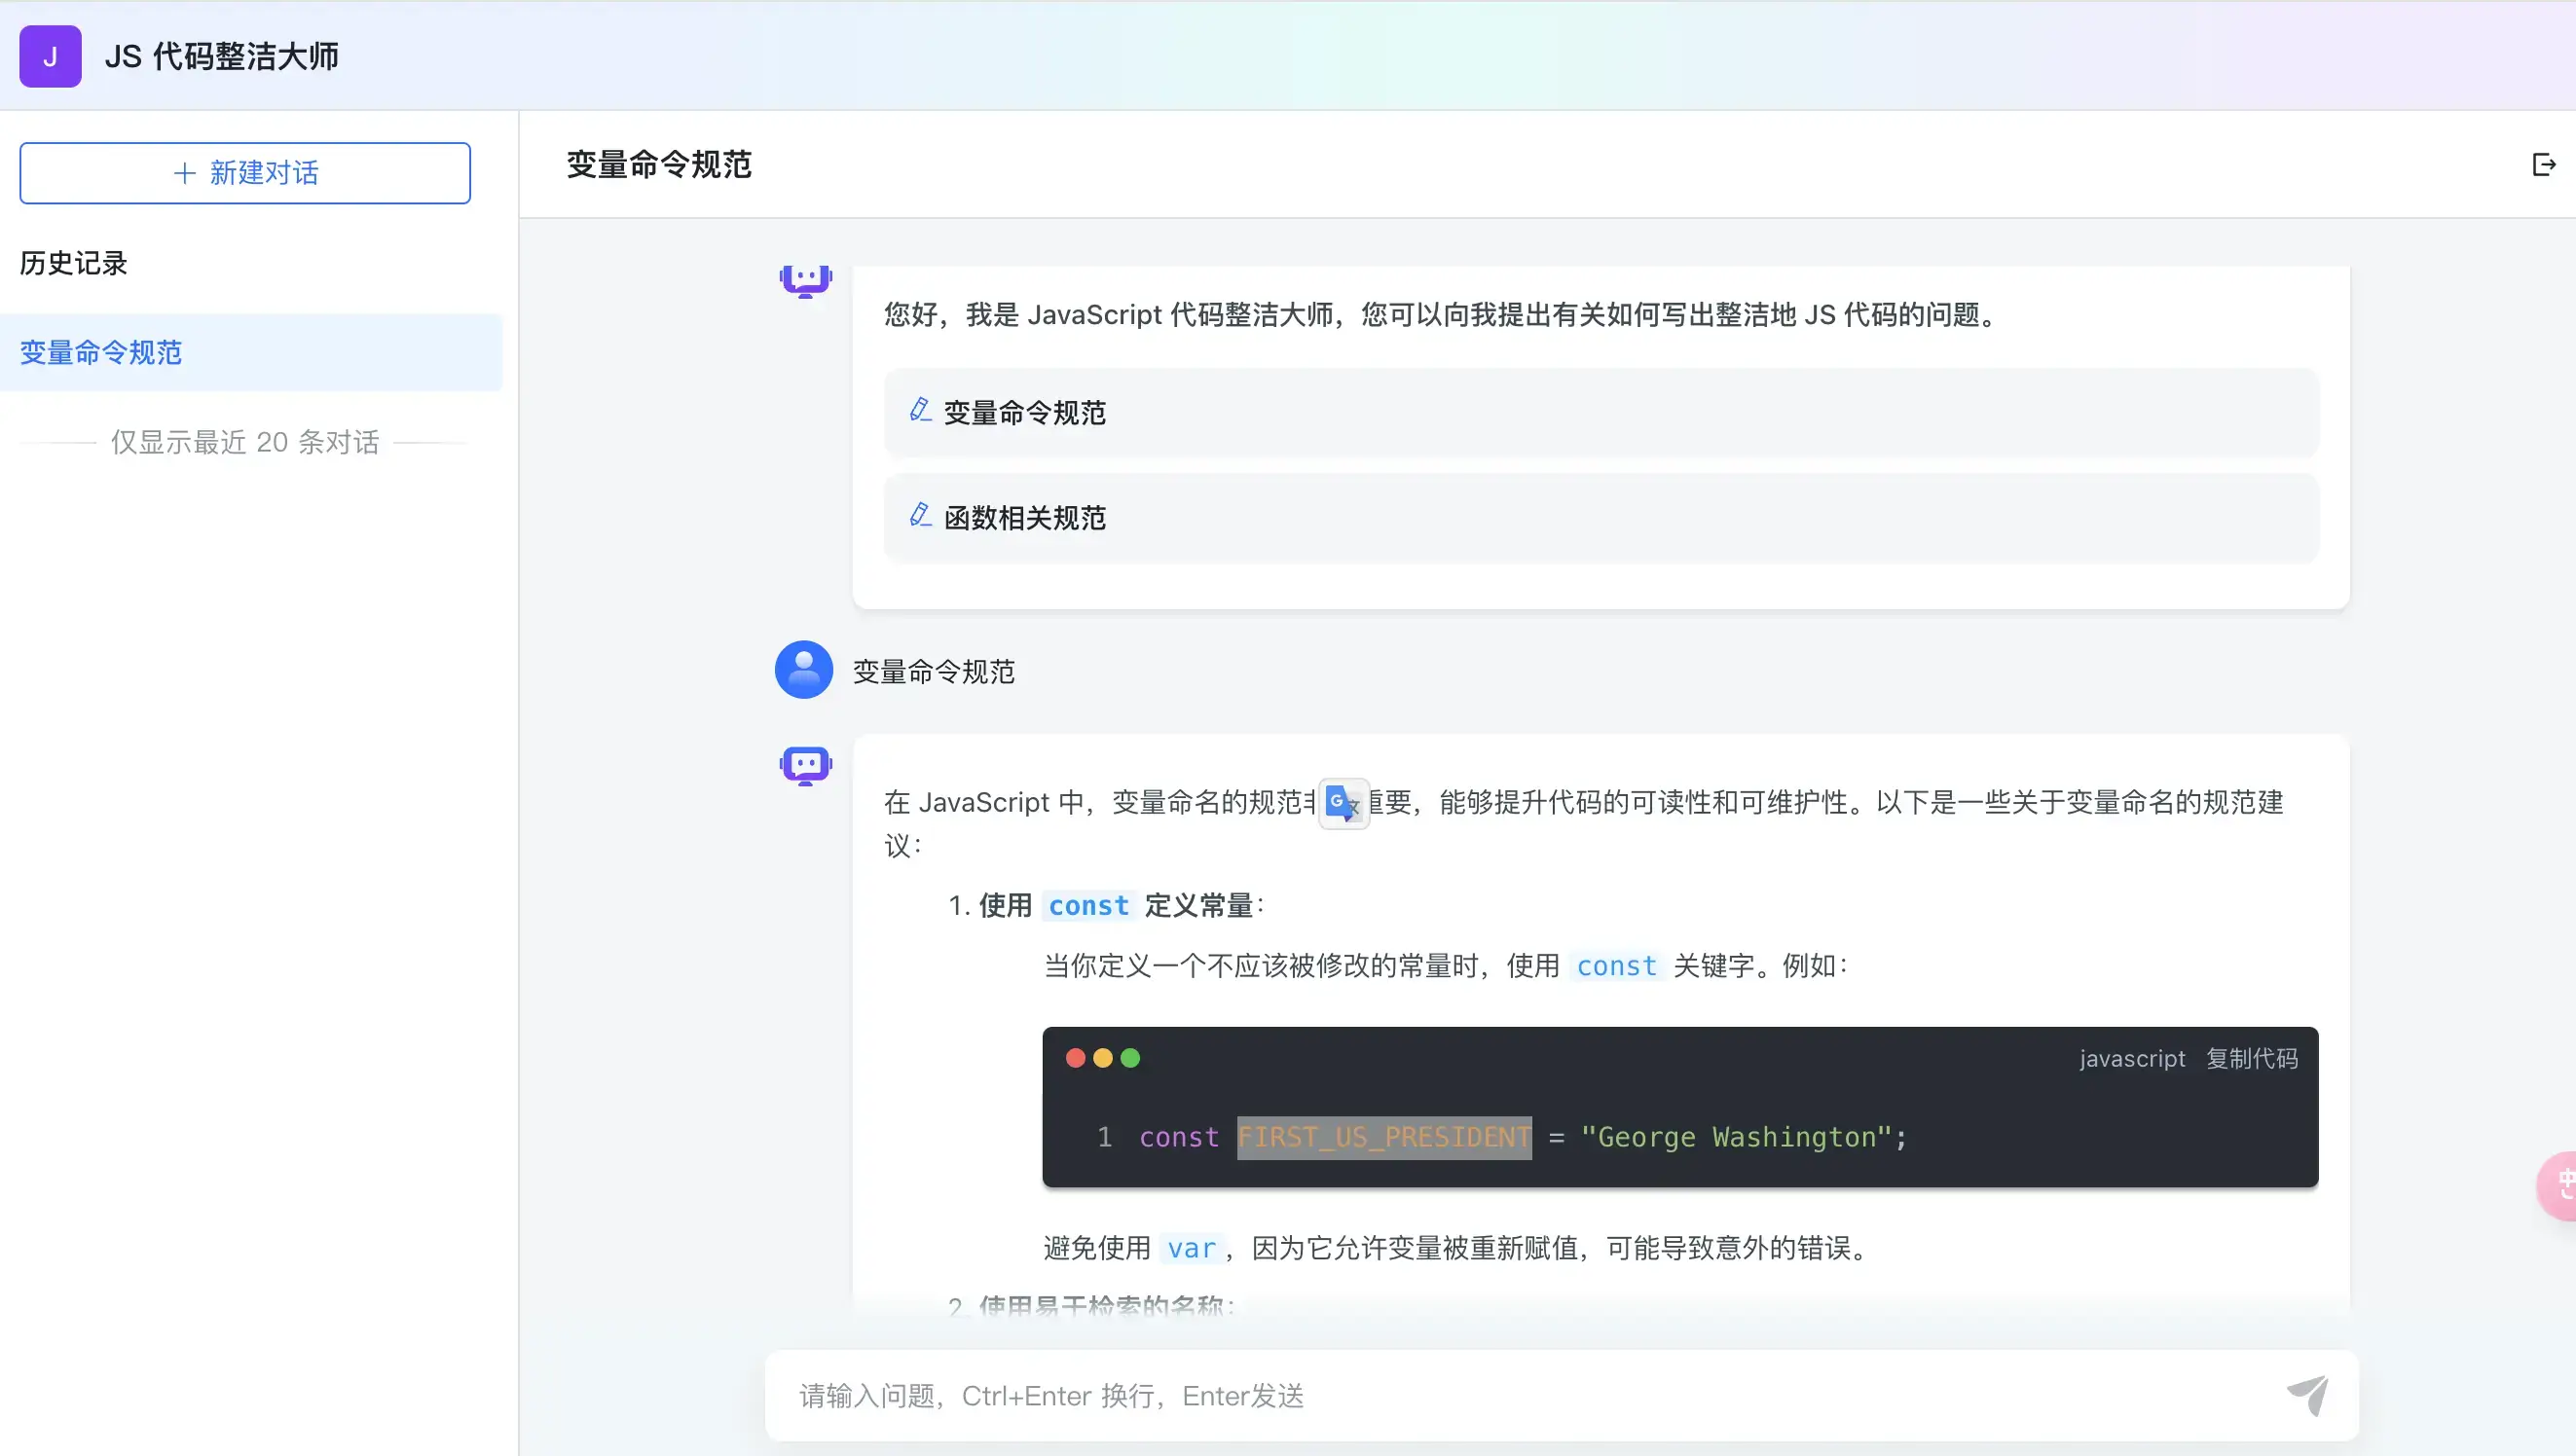 J
JS 代码整洁大师
新建对话
历史记录
变量命令规范
仅显示最近 20 条对话
变量命令规范
您好，我是 JavaScript 代码整洁大师，您可以向我提出有关如何写出整洁地 JS 代码的问题。
变量命令规范
函数相关规范
变量命令规范
在 JavaScript 中，变量命名的规范重要，能够提升代码的可读性和可维护性。以下是一些关于变量命名的规范建
议：
1. 使用 const 定义常量：
当你定义一个不应该被修改的常量时，使用 const 关键字。例如：
javascript 复制代码
1 const FIRST_US_PRESIDENT = "George Washington";
避免使用 var，因为它允许变量被重新赋值，可能导致意外的错误。
2. 使用易于检索的名称：
请输入问题，Ctrl+Enter 换行，Enter发送